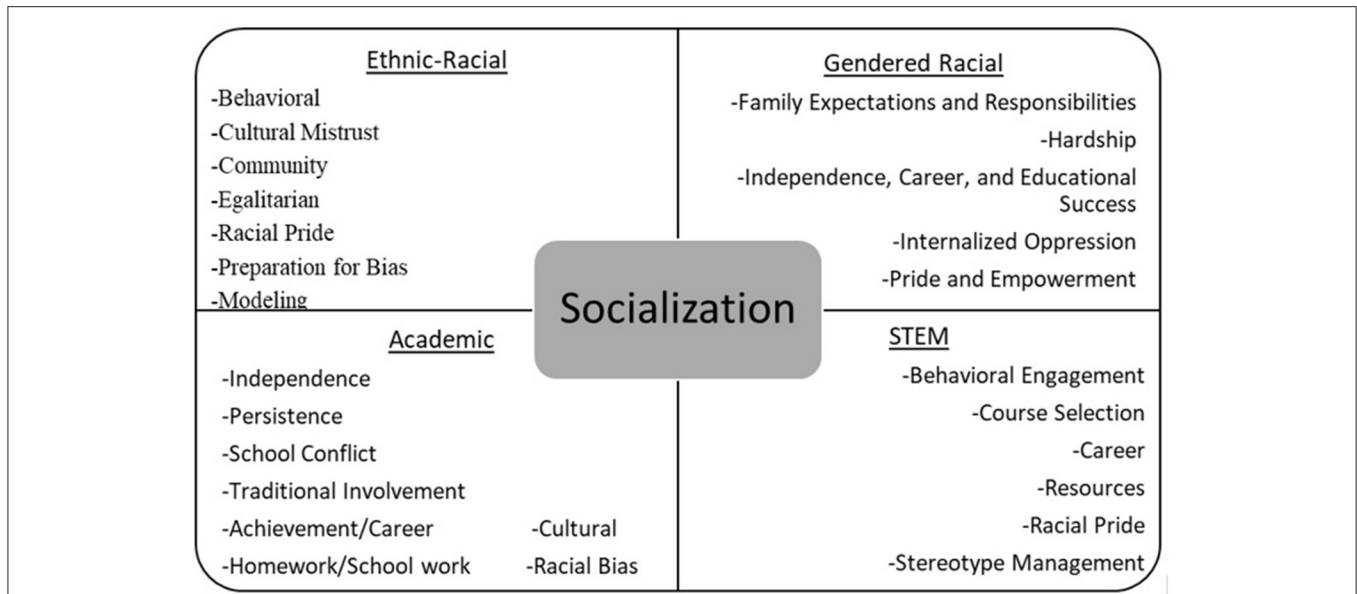 Ethnic-Racial
-Behavioral
-Cultural Mistrust
-Community
-Egalitarian
-Racial Pride
-Preparation for Bias
-Modeling
Gendered Racial
-Family Expectations and Responsibilities
-Hardship
-Independence, Career, and Educational
Success
-Internalized Oppression
-Pride and Empowerment
Socialization
Academic
-Independence
-Persistence
-School Conflict
-Traditional Involvement
-Achievement/Career -Cultural
-Homework/School work -Racial Bias
STEM
-Behavioral Engagement
-Course Selection
-Career
-Resources
-Racial Pride
-Stereotype Management